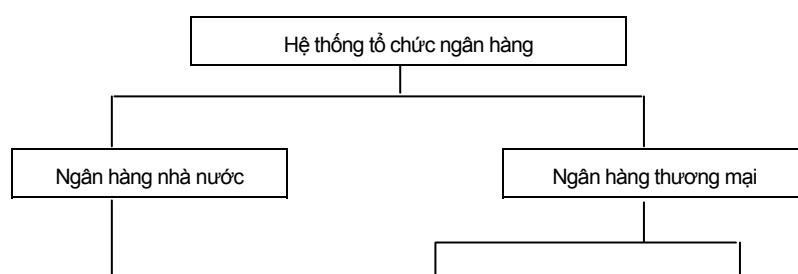 Hệ thống tổ chức ngân hàng
Ngân hàng nhà nước
Ngân hàng thương mại